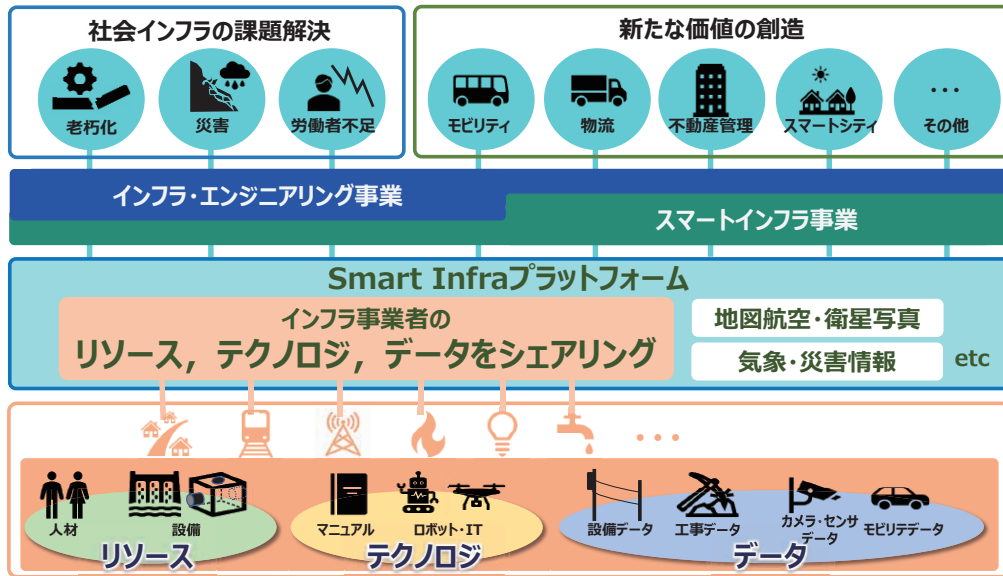 社会インフラの課題解決
新たな価値の創造
老朽化
災害
労働者不足
モビリティ
物流
不動産管理
スマートシティ
...
その他
インフラ・エンジニアリング事業
スマートインフラ事業
Smart Infraプラットフォーム
インフラ事業者の
リソース，テクノロジ，データをシェアリング
地図航空・衛星写真
気象・災害情報
etc
...
人材
設備
リソース
マニュアル
ロボット・IT
テクノロジ
設備データ
工事データ
カメラ・センサ
データ
モビリテデータ
データ